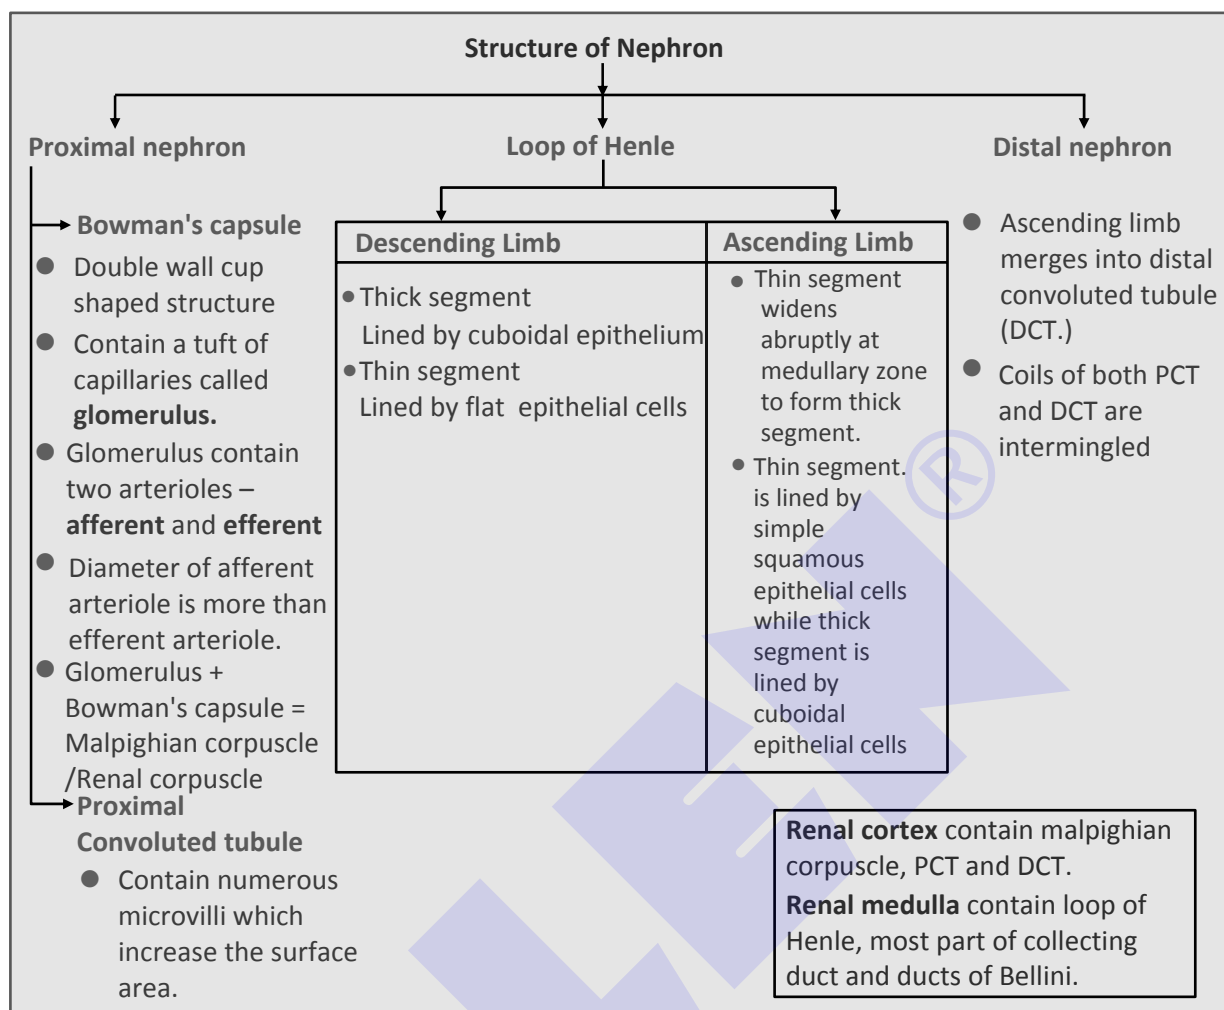 Structure of Nephron
Proximal nephron
Bowman's capsule
● Double wall cup
shaped structure
● Contain a tuft of
capillaries called
glomerulus.
● Glomerulus contain
two arterioles –
afferent and efferent
● Diameter of afferent
arteriole is more than
efferent arteriole.
● Glomerulus +
Bowman's capsule =
Malpighian corpuscle
/Renal corpuscle
Proximal
Convoluted tubule
● Contain numerous
microvilli which
increase the surface
area.
Loop of Henle
Descending Limb
● Thick segment
Lined by cuboidal epithelium
● Thin segment
Lined by flat epithelial cells
Ascending Limb
● Thin segment
widens
abruptly at
medullary zone
to form thick
segment.
● Thin segment.
is lined by
simple
squamous
epithelial cells
while thick
segment is
lined by
cuboidal
epithelial cells
Distal nephron
● Ascending limb
merges into distal
convoluted tubule
(DCT.)
● Coils of both PCT
and DCT are
intermingled
Renal cortex contain malpighian
corpuscle, PCT and DCT.
Renal medulla contain loop of
Henle, most part of collecting
duct and ducts of Bellini.
®